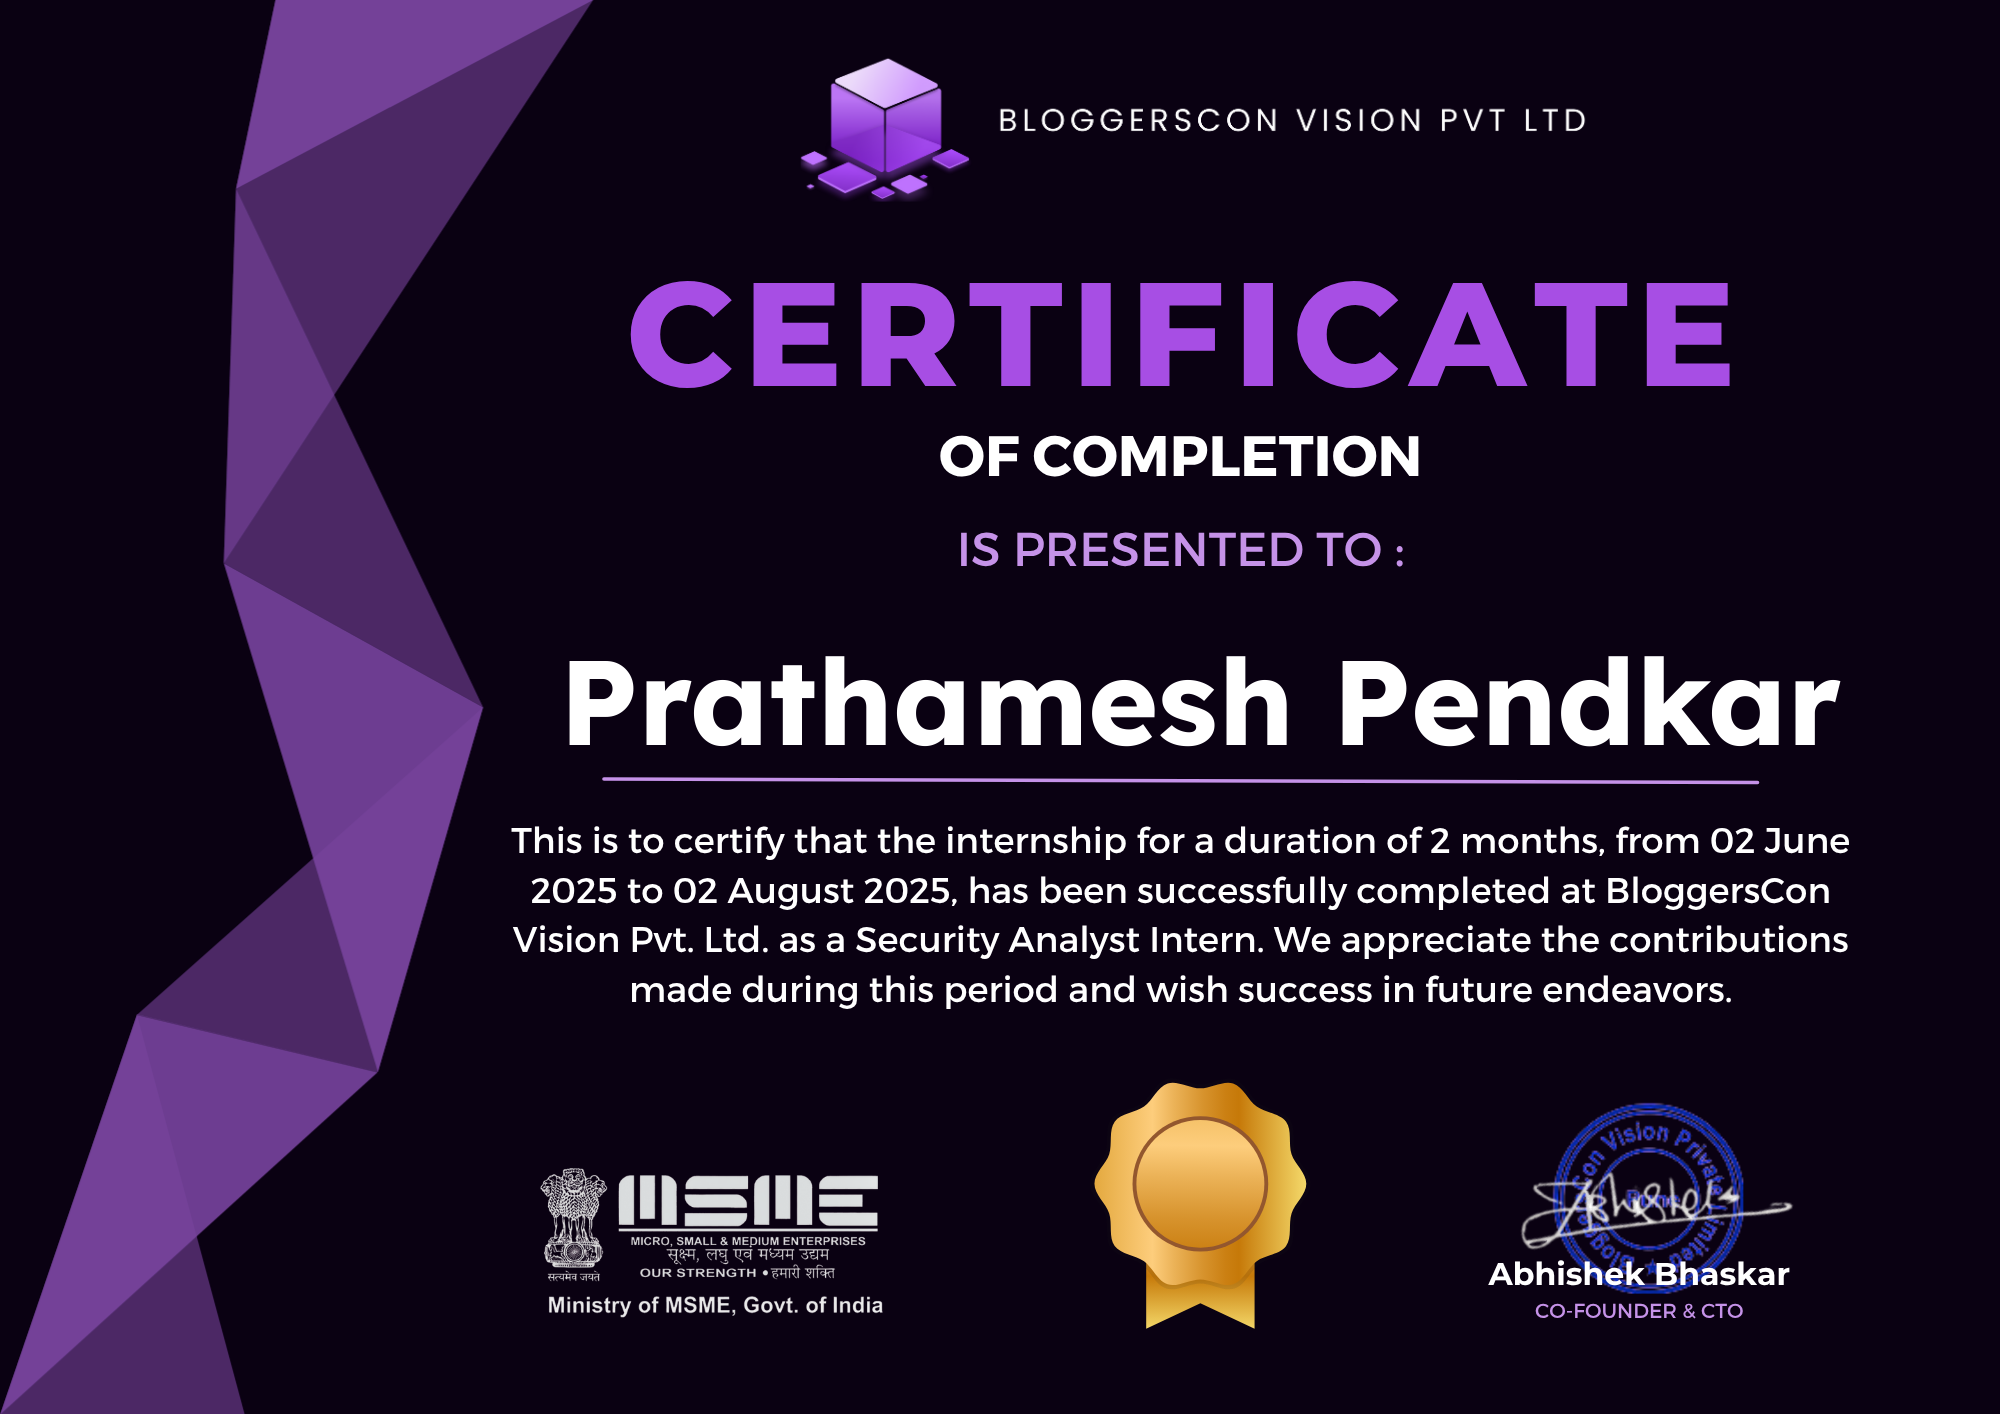 BLOGGERSCON VISION PVT LTD
CERTIFICATE
OF COMPLETION
IS PRESENTED TO :
Prathamesh Pendkar
This is to certify that the internship for a duration of 2 months, from 02 June
2025 to 02 August 2025, has been successfully completed at BloggersCon
Vision Pvt. Ltd. as a Security Analyst Intern. We appreciate the contributions
made during this period and wish success in future endeavors.
MSME
MICRO, SMALL & MEDIUM ENTERPRISES
सूक्ष्म, लघु एवं मध्यम उद्यम
OUR STRENGTH • हमारी शक्ति
सत्यमेव जयते
Ministry of MSME, Govt. of India
Vision Private Limited
Abhishek Bhaskar
CO-FOUNDER & CTO